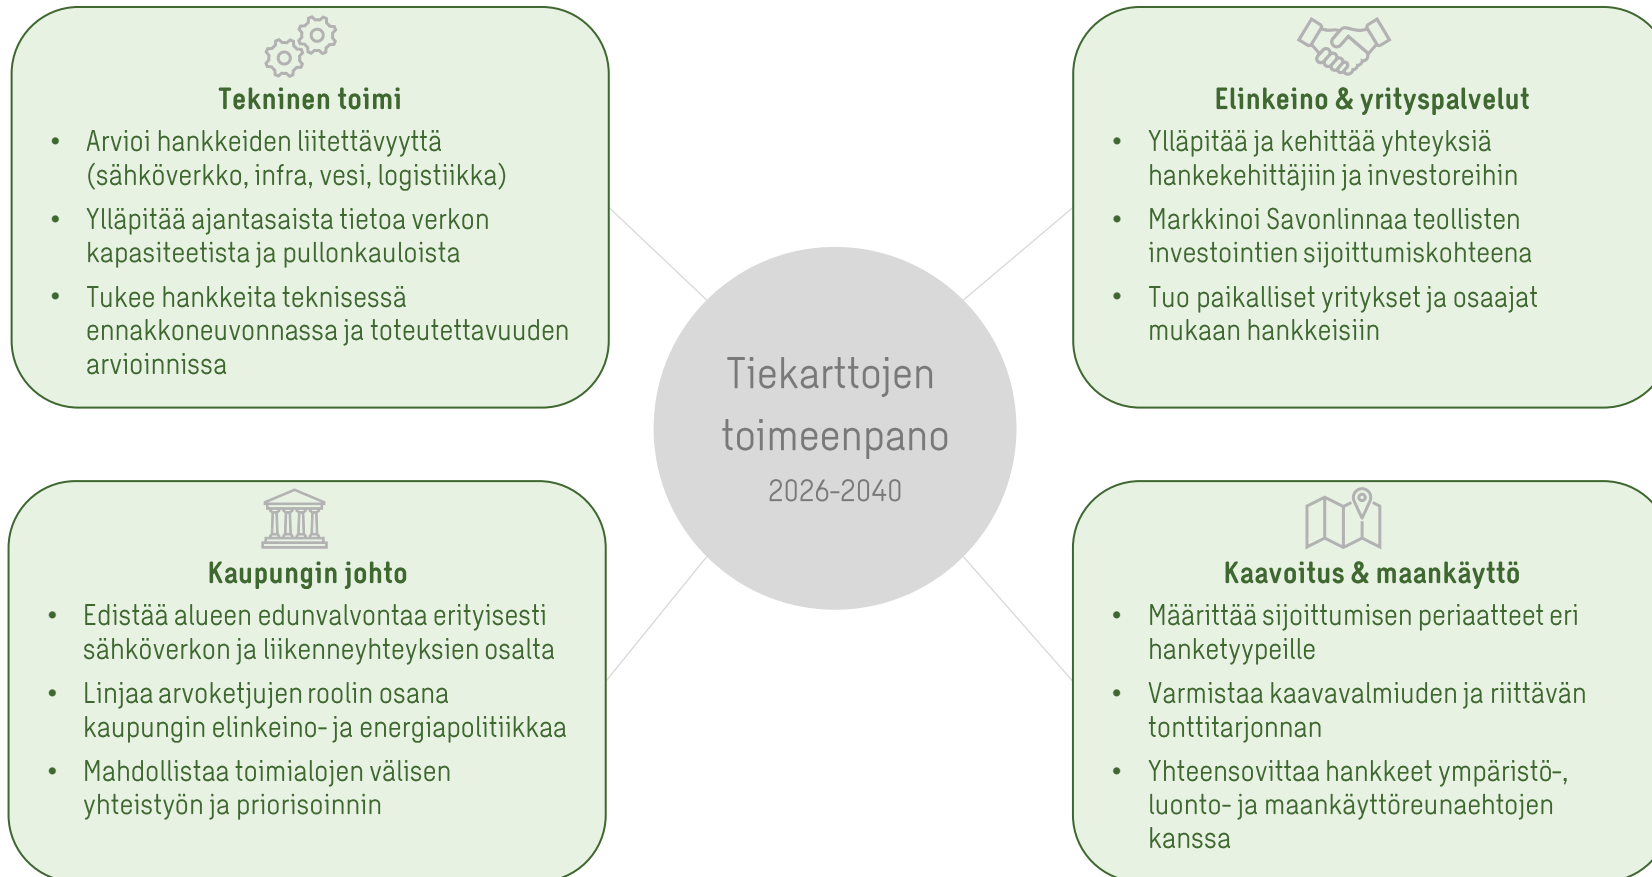 Tekninen toimi
• Arvioi hankkeiden liitettävyyttä
(sähköverkko, infra, vesi, logistiikka)
• Ylläpitää ajantasaista tietoa verkon
kapasiteetista ja pullonkauloista
• Tukee hankkeita teknisessä
ennakkoneuvonnassa ja toteutettavuuden
arvioinnissa
Elinkeino & yrityspalvelut
• Ylläpitää ja kehittää yhteyksiä
hankekehittäjiin ja investoreihin
• Markkinoi Savonlinnaa teollisten
investointien sijoittumiskohteena
• Tuo paikalliset yritykset ja osaajat
mukaan hankkeisiin
Tiekarttojen
toimeenpano
2026-2040
Kaupungin johto
• Edistää alueen edunvalvontaa erityisesti
sähköverkon ja liikenneyhteyksien osalta
• Linjaa arvoketjujen roolin osana
kaupungin elinkeino- ja energiapolitiikkaa
• Mahdollistaa toimialojen välisen
yhteistyön ja priorisoinnin
Kaavoitus & maankäyttö
• Määrittää sijoittumisen periaatteet eri
hanketyypeille
• Varmistaa kaavavalmiuden ja riittävän
tonttitarjonnan
• Yhteensovittaa hankkeet ympäristö-,
luonto- ja maankäyttöreunaehtojen
kanssa